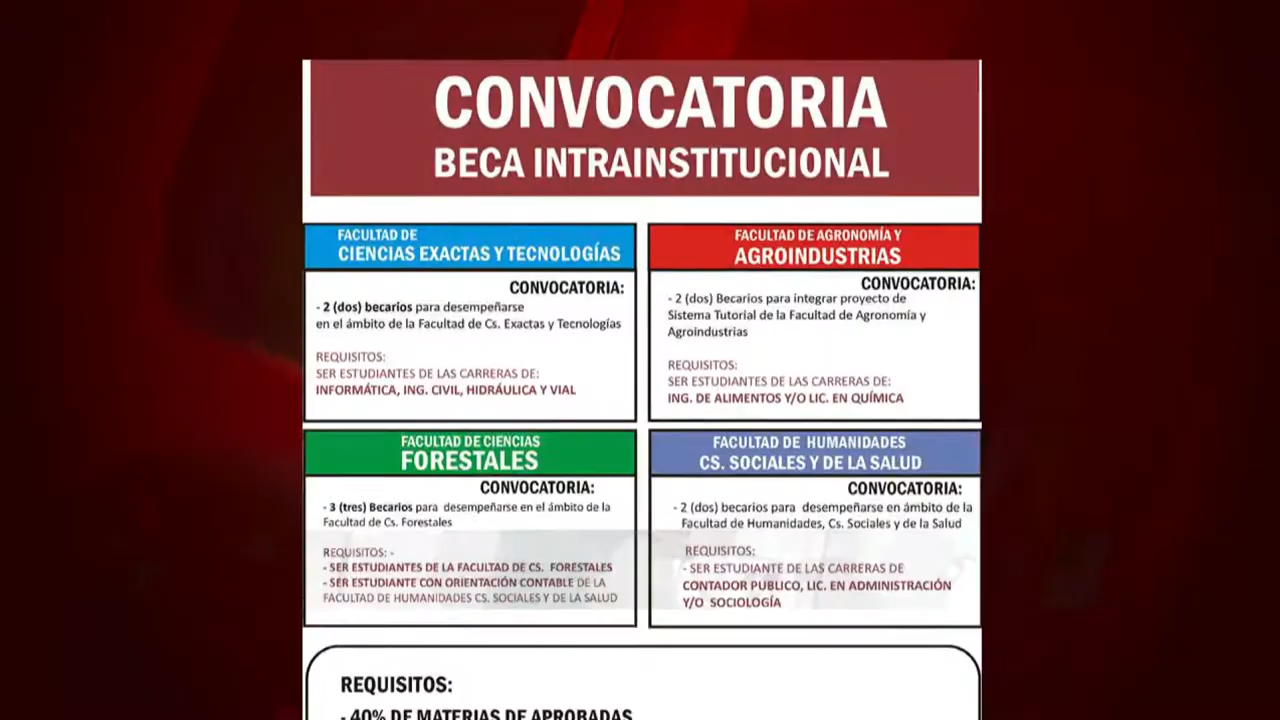 CONVOCATORIA
BECA INTRAINSTITUCIONAL
FACULTAD DE
CIENCIAS EXACTAS Y TECNOLOGÍAS
CONVOCATORIA:
- 2 (dos) becarios para desempeñarse
en el ámbito de la Facultad de Cs. Exactas y Tecnologías
REQUISITOS:
SER ESTUDIANTES DE LAS CARRERAS DE:
INFORMÁTICA, ING. CIVIL, HIDRÁULICA Y VIAL
FACULTAD DE AGRONOMÍA Y
AGROINDUSTRIAS
CONVOCATORIA:
- 2 (dos) Becarios para integrar proyecto de
Sistema Tutorial de la Facultad de Agronomía y
Agroindustrias
REQUISITOS:
SER ESTUDIANTES DE LAS CARRERAS DE:
ING. DE ALIMENTOS Y/O LIC. EN QUÍMICA
FACULTAD DE CIENCIAS
FORESTALES
CONVOCATORIA:
- 3 (tres) Becarios para desempeñarse en el ámbito de la
Facultad de Cs. Forestales
REQUISITOS: -
- SER ESTUDIANTES DE LA FACULTAD DE CS. FORESTALES
- SER ESTUDIANTE CON ORIENTACIÓN CONTABLE DE LA
FACULTAD DE HUMANIDADES CS. SOCIALES Y DE LA SALUD
FACULTAD DE HUMANIDADES
CS. SOCIALES Y DE LA SALUD
CONVOCATORIA:
- 2 (dos) becarios para desempeñarse en ámbito de la
Facultad de Humanidades, Cs. Sociales y de la Salud
REQUISITOS:
- SER ESTUDIANTE DE LAS CARRERAS DE
CONTADOR PUBLICO, LIC. EN ADMINISTRACIÓN
Y/O SOCIOLOGÍA
REQUISITOS:
- 40% DE MATERIAS DE APROBADAS